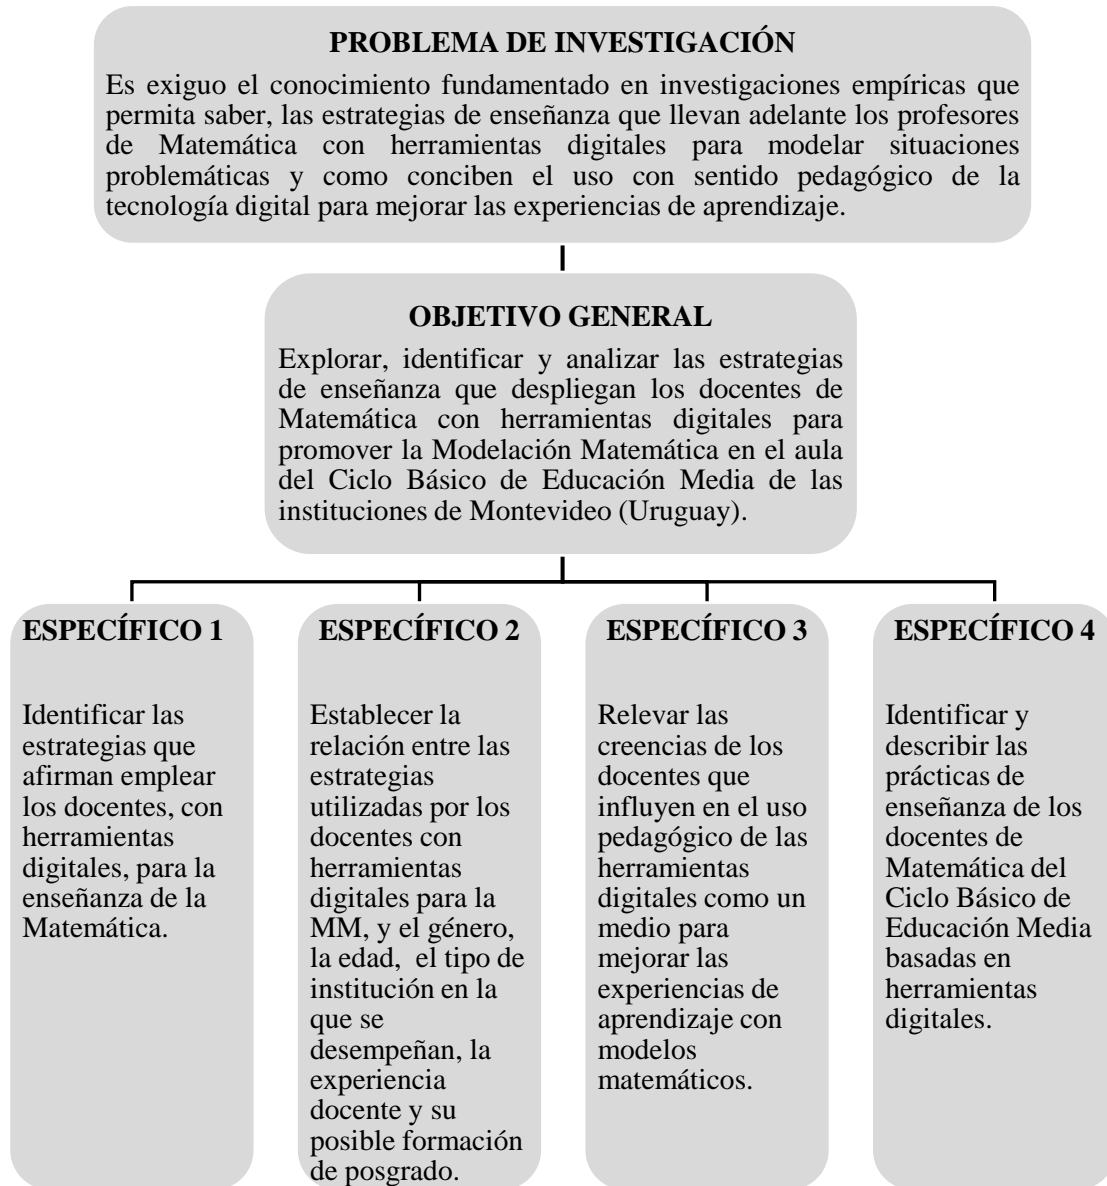 PROBLEMA DE INVESTIGACIÓN
Es exiguo el conocimiento fundamentado en investigaciones empíricas que
permita saber, las estrategias de enseñanza que llevan adelante los profesores
de Matemática con herramientas digitales para modelar situaciones
problemáticas y como conciben el uso con sentido pedagógico de la
tecnología digital para mejorar las experiencias de aprendizaje.
OBJETIVO GENERAL
Explorar, identificar y analizar las estrategias
de enseñanza que despliegan los docentes de
Matemática con herramientas digitales para
promover la Modelación Matemática en el aula
del Ciclo Básico de Educación Media de las
instituciones de Montevideo (Uruguay).
ESPECÍFICO 1
Identificar las
estrategias que
afirman emplear
los docentes, con
herramientas
digitales, para la
enseñanza de la
Matemática.
ESPECÍFICO 2
Establecer la
relación entre las
estrategias
utilizadas por los
docentes con
herramientas
digitales para la
MM, y el género,
la edad, el tipo de
institución en la
que se
desempeñan, la
experiencia
docente y su
posible formación
de posgrado.
ESPECÍFICO 3
Relevar las
creencias de los
docentes que
influyen en el uso
pedagógico de las
herramientas
digitales como un
medio para
mejorar las
experiencias de
aprendizaje con
modelos
matemáticos.
ESPECÍFICO 4
Identificar y
describir las
prácticas de
enseñanza de los
docentes de
Matemática del
Ciclo Básico de
Educación Media
basadas en
herramientas
digitales.